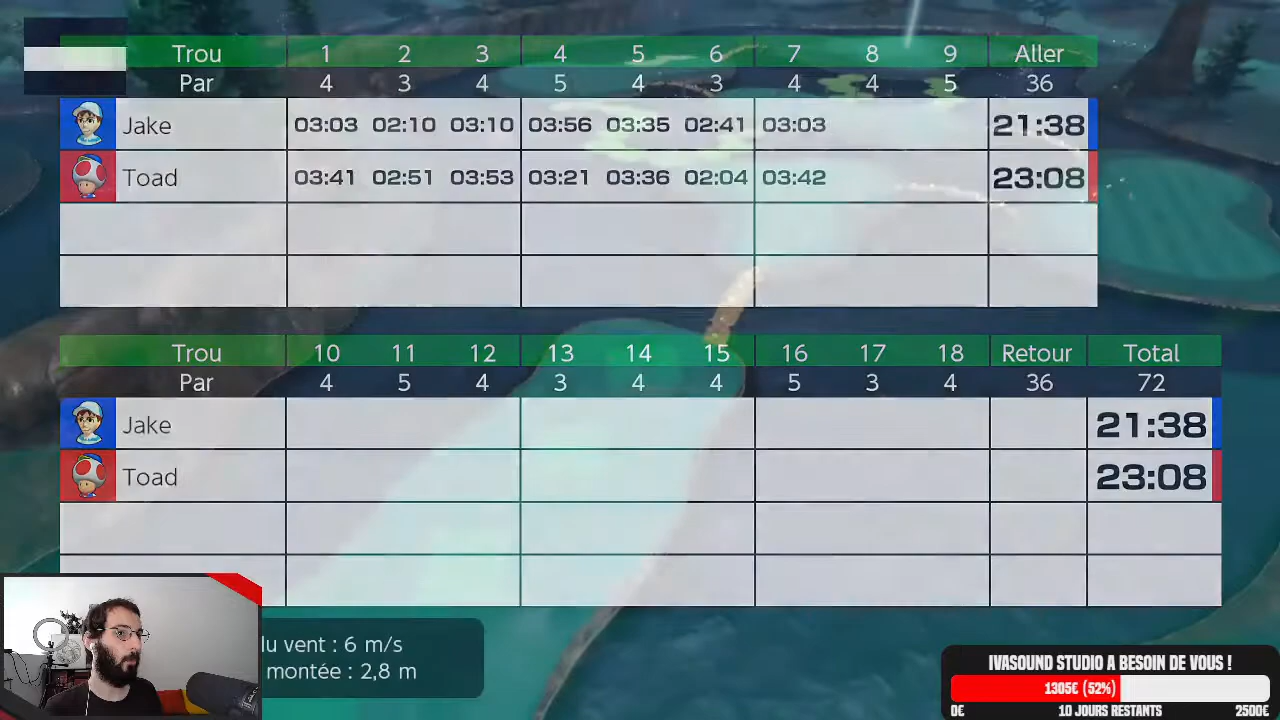 Trou 1 2 3 4 5 6 7 8 9 Aller
Par 4 3 4 5 4 3 4 4 5 36
Jake 03:03 02:10 03:10 03:56 03:35 02:41 03:03 21:38
Toad 03:41 02:51 03:53 03:21 03:36 02:04 03:42 23:08
Trou 10 11 12 13 14 15 16 17 18 Retour Total
Par 4 5 4 3 4 4 5 3 4 36 72
Jake 21:38
Toad 23:08
lu vent : 6 m/s
montée : 2,8 m
IVASOUND STUDIO A BESOIN DE VOUS !
1305€ (52%)
0€ 10 JOURS RESTANTS 2500€